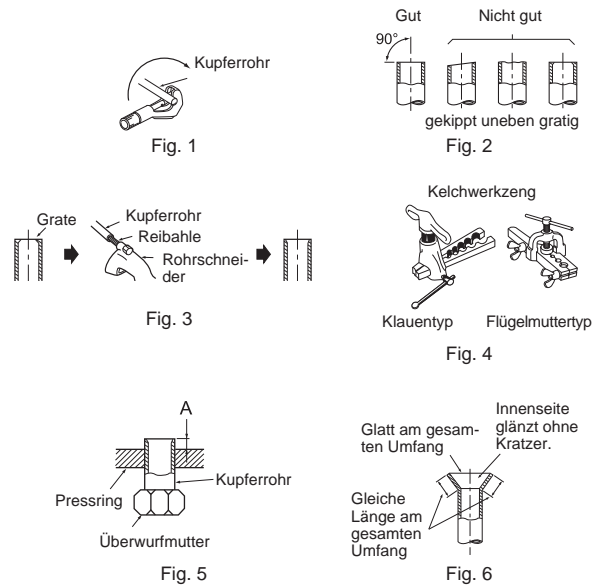 Kupferrohr
Fig. 1
Gut
Nicht gut
90°
gekippt uneben gratig
Fig. 2
Grate
Kupferrohr
Reibahle
Rohrschnei-
der
Fig. 3
Kelchwerkzeng
Klauentyp
Flügelmuttertyp
Fig. 4
A
Kupferrohr
Pressring
Überwurfmutter
Fig. 5
Glatt am gesam-
ten Umfang
Innenseite
glänzt ohne
Kratzer.
Gleiche
Länge am
gesamten
Umfang
Fig. 6